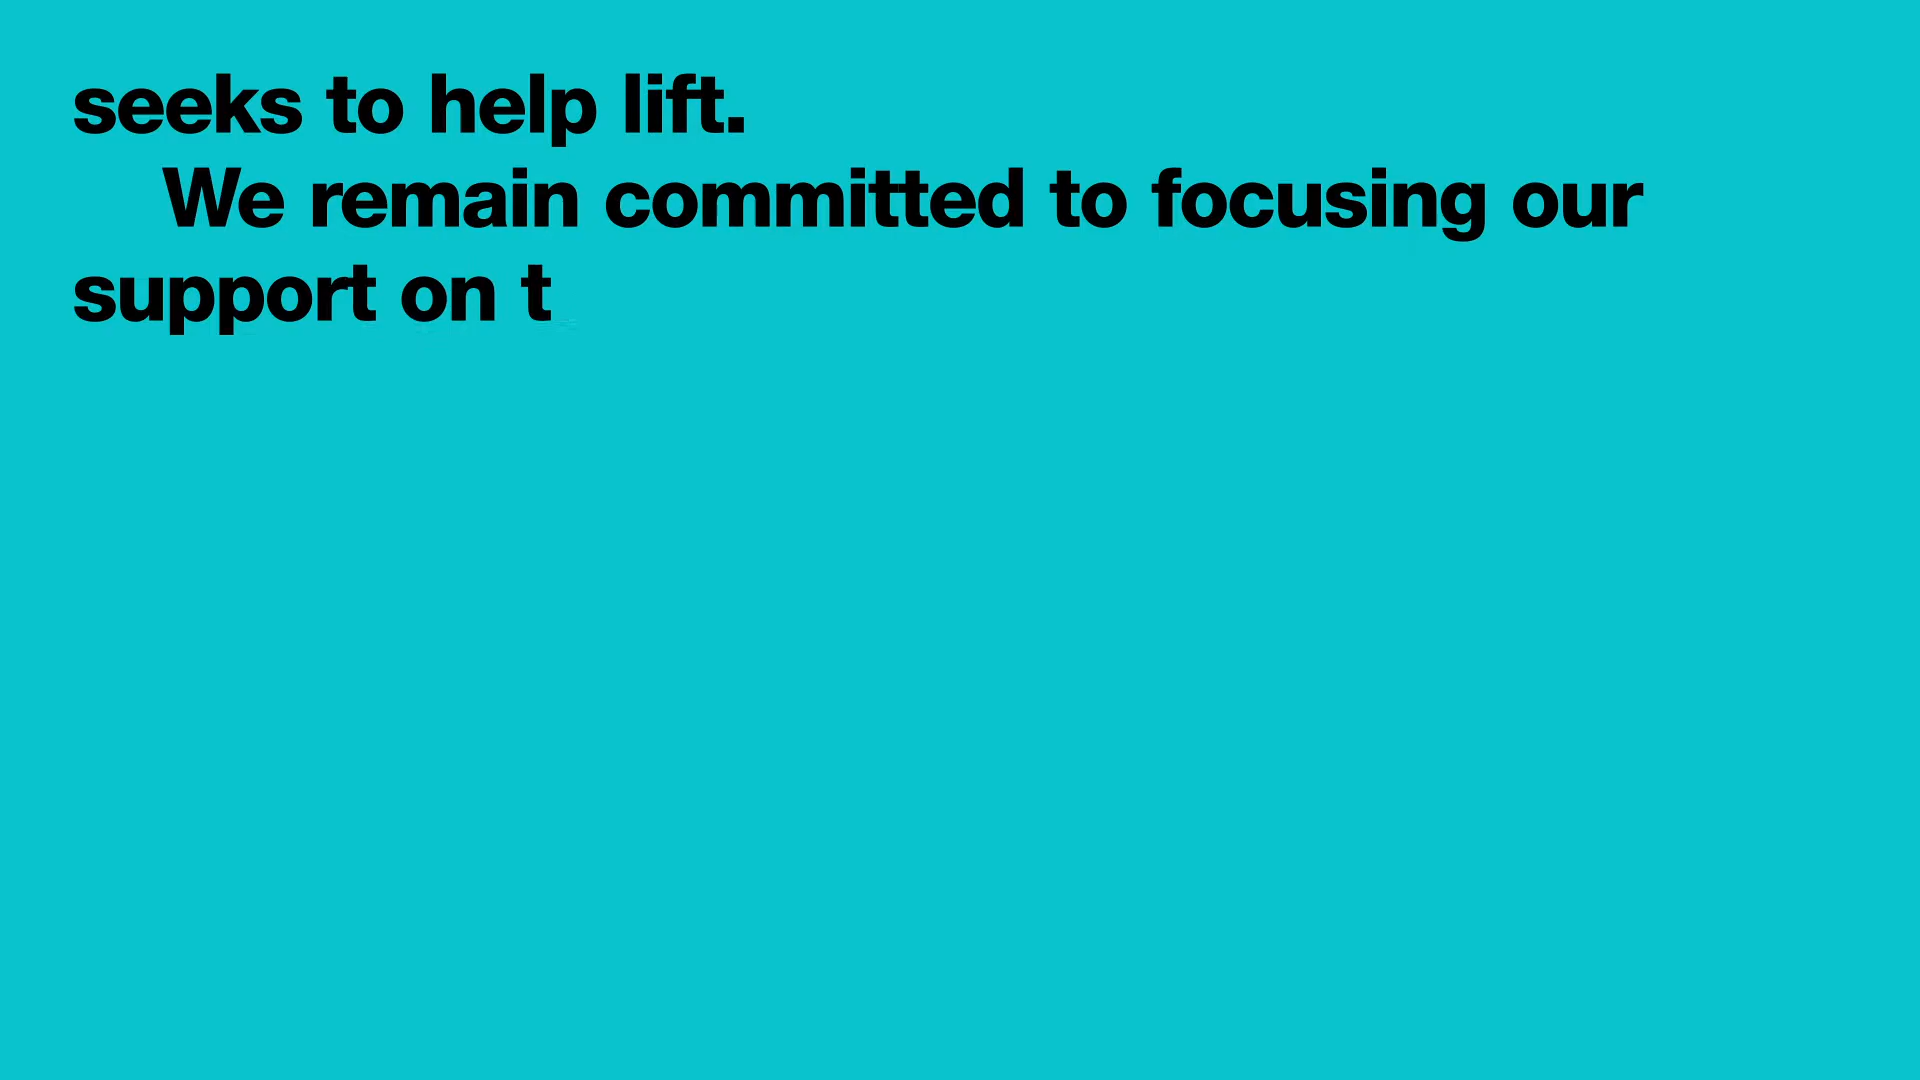 seeks to help lift.
We remain committed to focusing our
support on t